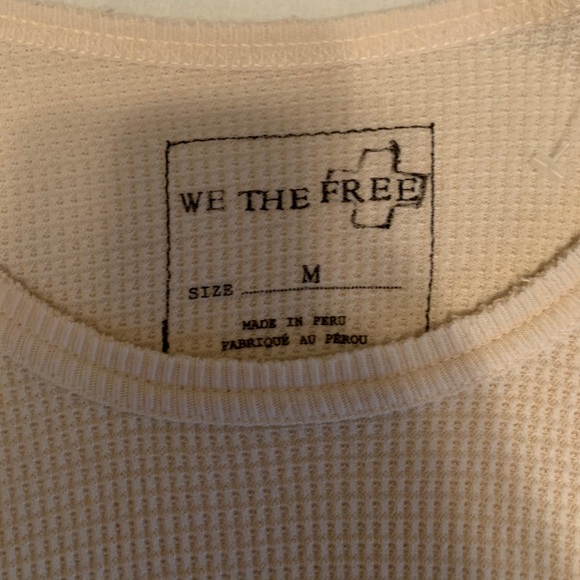 WE THE FREE
SIZE M
MADE IN PERU
FABRIQUÉ AU PÉROU